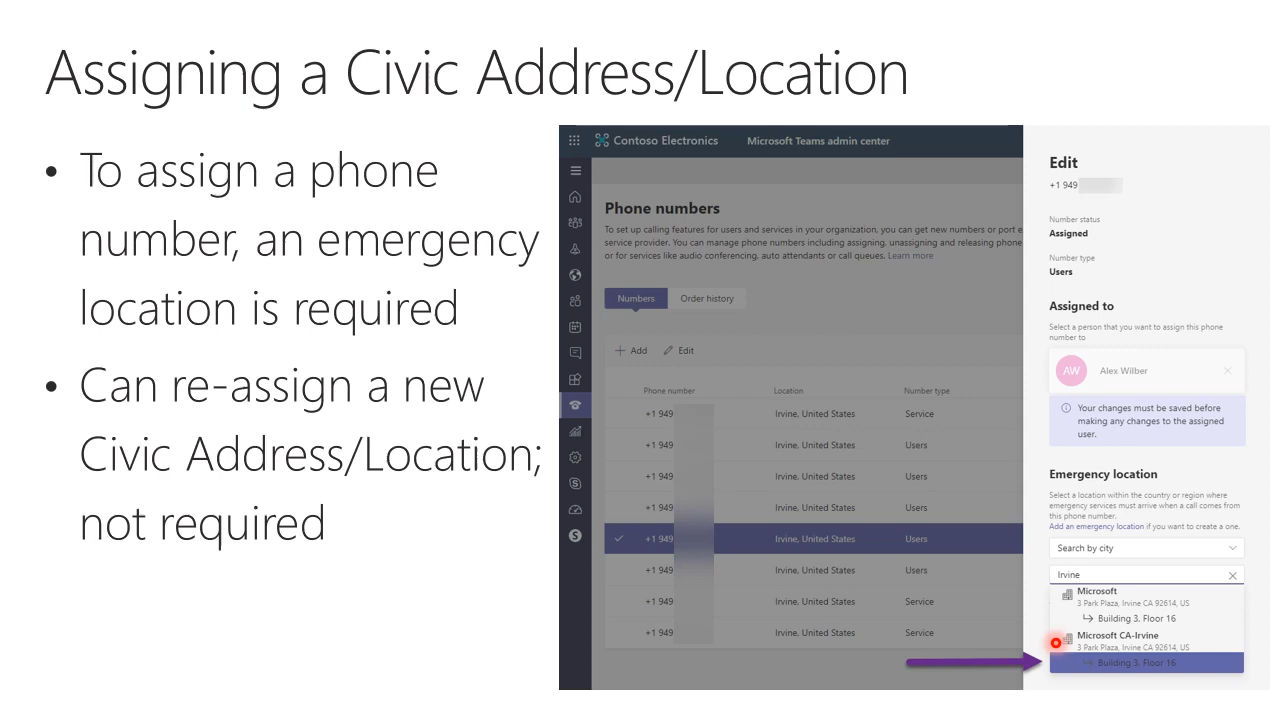 Assigning a Civic Address/Location
• To assign a phone
number, an emergency
location is required
• Can re-assign a new
Civic Address/Location;
not required
Contoso Electronics Microsoft Teams admin center
Phone numbers
To set up calling features for users and services in your organization, you can get new numbers or port e
service provider. You can manage phone numbers including assigning, unassigning and releasing phone
or for services like audio conferencing, auto attendants or call queues. Learn more
Numbers Order history
+ Add Edit
Phone number Location Number type
+1 949 Irvine, United States Service
+1 949 Irvine, United States Users
+1 949 Irvine, United States Users
+1 949 Irvine, United States Users
+1 949 Irvine, United States Users
+1 949 Irvine, United States Users
+1 949 Irvine, United States Service
+1 949 Irvine, United States Service
Edit
+1 949
Number status
Assigned
Number type
Users
Assigned to
Select a person that you want to assign this phone
number to
AW Alex Wilber
Your changes must be saved before
making any changes to the assigned
user.
Emergency location
Select a location within the country or region where
emergency services must arrive when a call comes from
this phone number.
Add an emergency location if you want to create a one.
Search by city
Irvine
Microsoft
3 Park Plaza, Irvine CA 92614, US
Building 3, Floor 16
Microsoft CA-Irvine
3 Park Plaza, Irvine CA 92614, US
Building 3, Floor 16